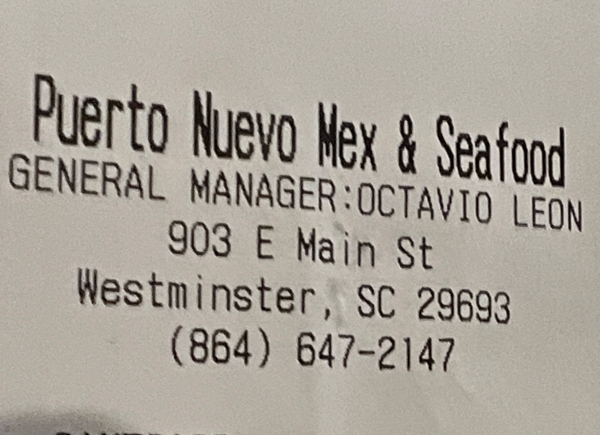 Puerto Nuevo Mex & Seafood
GENERAL MANAGER:OCTAVIO LEON
903 E Main St
Westminster, SC 29693
(864) 647-2147